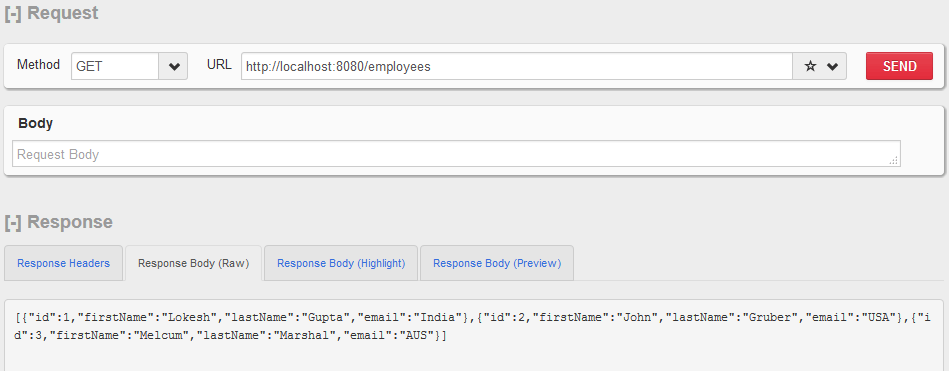 [-] Request
Method GET URL http://localhost:8080/employees SEND
Body
Request Body
[-] Response
Response Headers Response Body (Raw) Response Body (Highlight) Response Body (Preview)
[{"id":1,"firstName":"Lokesh","lastName":"Gupta","email":"India"},{"id":2,"firstName":"John","lastName":"Gruber","email":"USA"},{"i
d":3,"firstName":"Melcum","lastName":"Marshal","email":"AUS"}]